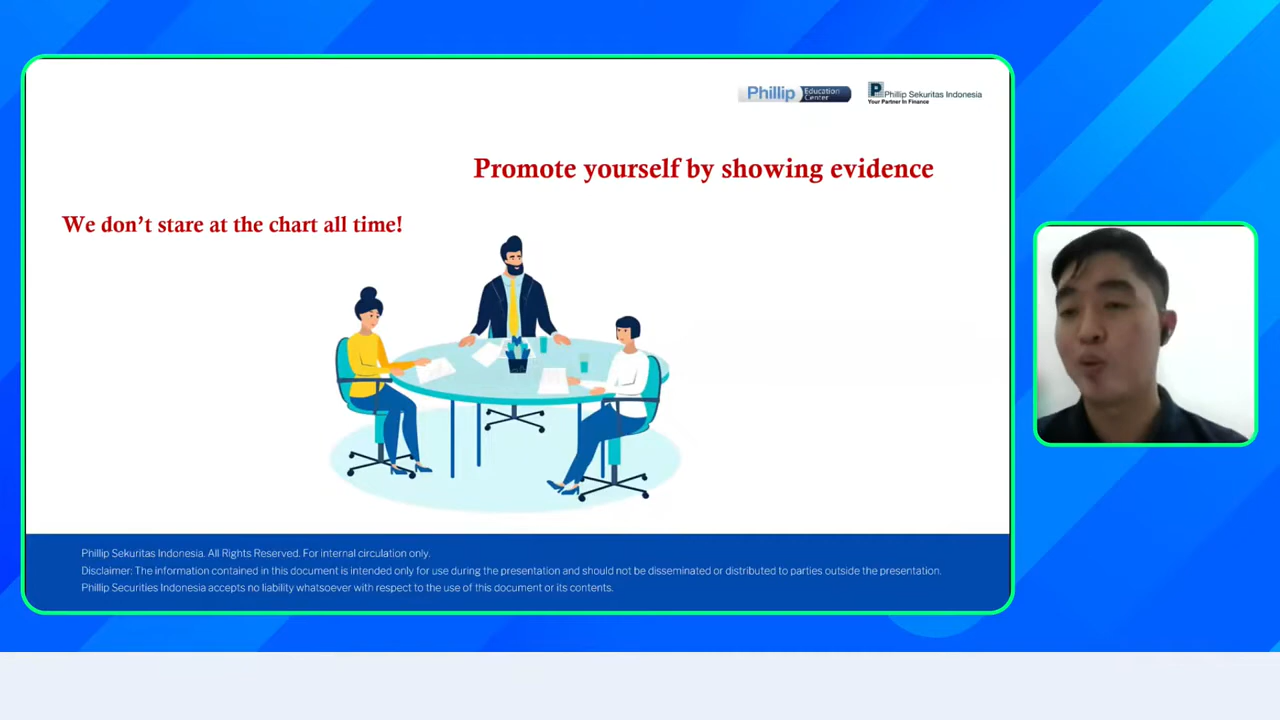 Phillip Education Center
Phillip Sekuritas Indonesia
Your Partner In Finance
Promote yourself by showing evidence
We don’t stare at the chart all time!
Phillip Sekuritas Indonesia. All Rights Reserved. For internal circulation only.
Disclaimer: The information contained in this document is intended only for use during the presentation and should not be disseminated or distributed to parties outside the presentation.
Phillip Securities Indonesia accepts no liability whatsoever with respect to the use of this document or its contents.